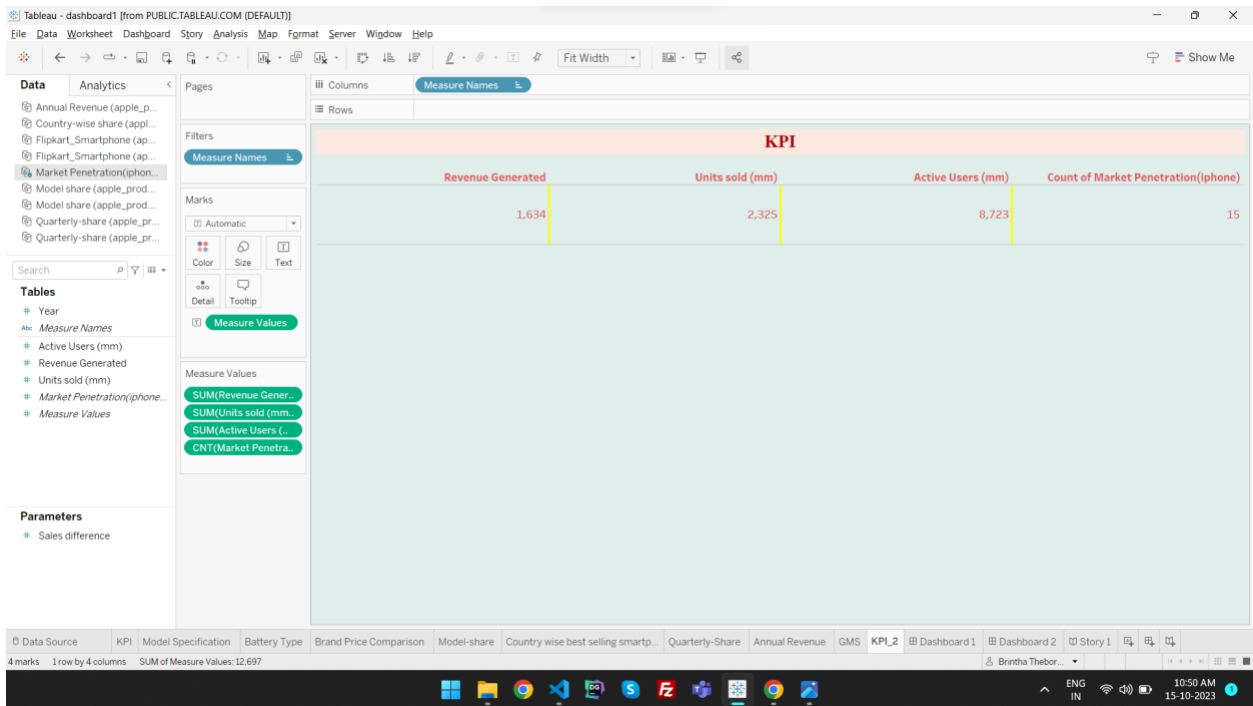 Tableau - dashboard1 [from PUBLIC.TABLEAU.COM (DEFAULT)]
File Data Worksheet Dashboard Story Analysis Map Format Server Window Help
Fit Width
Show Me
Data Analytics
Annual Revenue (apple_p...
Country-wise share (appl...
Flipkart_Smartphone (ap...
Flipkart_Smartphone (ap...
Market Penetration(iphon...
Model share (apple_prod...
Model share (apple_prod...
Quarterly-share (apple_pr...
Quarterly-share (apple_pr...
Search
Tables
# Year
Abc Measure Names
# Active Users (mm)
# Revenue Generated
# Units sold (mm)
# Market Penetration(iphone...
# Measure Values
Parameters
# Sales difference
Pages
Filters
Measure Names
Marks
Automatic
Color Size Text
Detail Tooltip
Measure Values
Measure Values
SUM(Revenue Gener..
SUM(Units sold (mm..
SUM(Active Users (..
CNT(Market Penetra..
Columns Measure Names
Rows
KPI
Revenue Generated Units sold (mm) Active Users (mm) Count of Market Penetration(iphone)
1,634 2,325 8,723 15
Data Source KPI Model Specification Battery Type Brand Price Comparison Model-share Country wise best selling smartp... Quarterly-Share Annual Revenue GMS KPI_2 Dashboard 1 Dashboard 2 Story 1
4 marks 1 row by 4 columns SUM of Measure Values: 12,697
Brintha Thebor...
ENG
IN
10:50 AM
15-10-2023
1